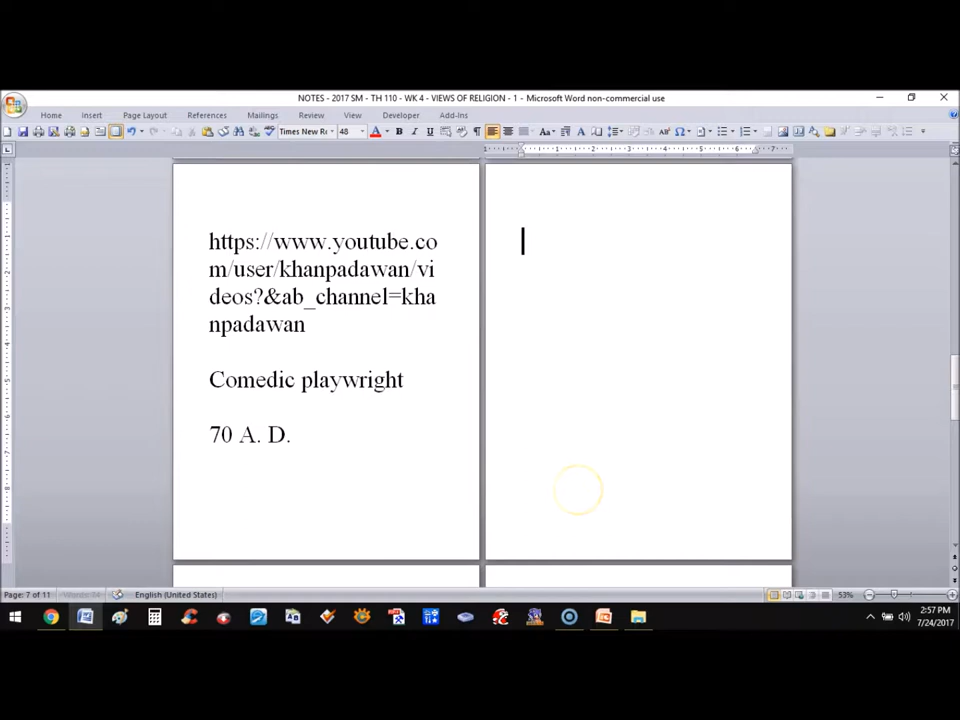 NOTES - 2017 SM - TH 110 - WK 4 - VIEWS OF RELIGION - 1 - Microsoft Word non-commercial use
Home Insert Page Layout References Mailings Review View Developer Add-Ins
Times New Ro 48
https://www.youtube.co
m/user/khanpadawan/vi
deos?&ab_channel=kha
npadawan
Comedic playwright
70 A. D.
Page: 7 of 11 Words: 74 English (United States) 53%
2:57 PM
7/24/2017